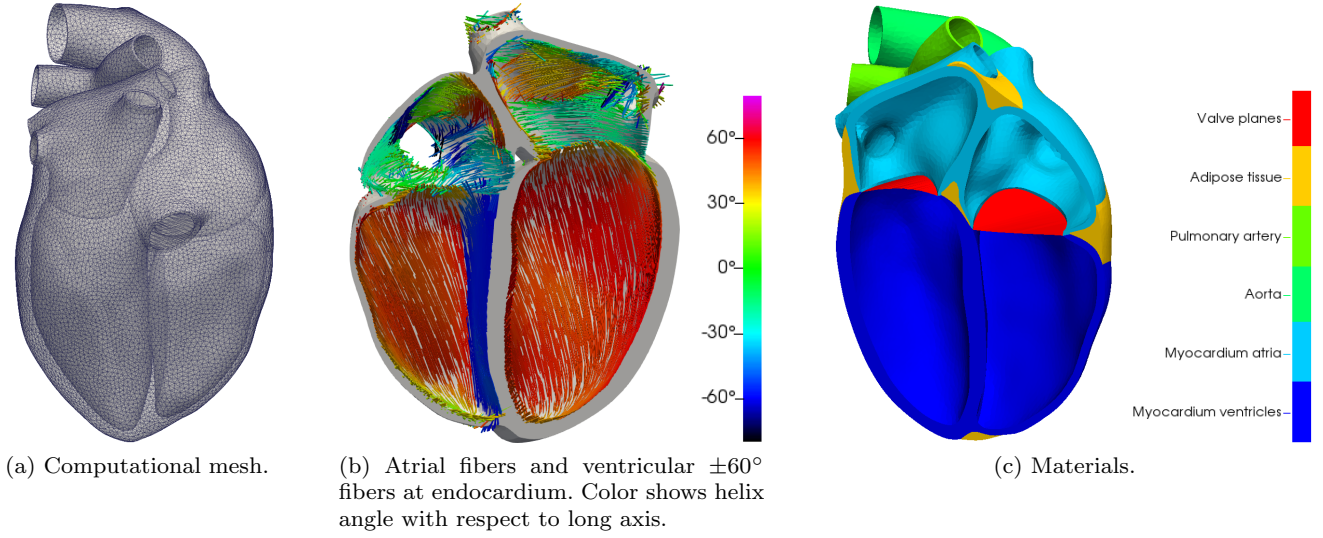 60°
30°
0°
-30°
-60°
Valve planes
Adipose tissue
Pulmonary artery
Aorta
Myocardium atria
Myocardium ventricles
(a) Computational mesh.
(b) Atrial fibers and ventricular ±60°
fibers at endocardium. Color shows helix
angle with respect to long axis.
(c) Materials.